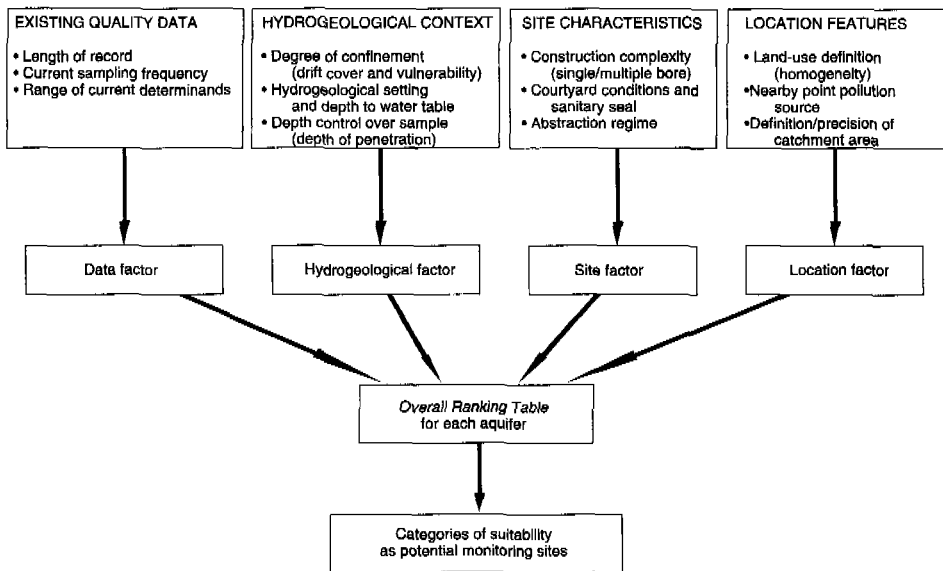 EXISTING QUALITY DATA
• Length of record
• Current sampling frequency
• Range of current determinands
HYDROGEOLOGICAL CONTEXT
• Degree of confinement
(drift cover and vulnerability)
• Hydrogeological setting
and depth to water table
• Depth control over sample
(depth of penetration)
SITE CHARACTERISTICS
• Construction complexity
(single/multiple bore)
• Courtyard conditions and
sanitary seal
• Abstraction regime
LOCATION FEATURES
• Land-use definition
(homogeneity)
• Nearby point pollution
source
• Definition/precision of
catchment area
Data factor
Hydrogeological factor
Site factor
Location factor
Overall Ranking Table
for each aquifer
Categories of suitability
as potential monitoring sites